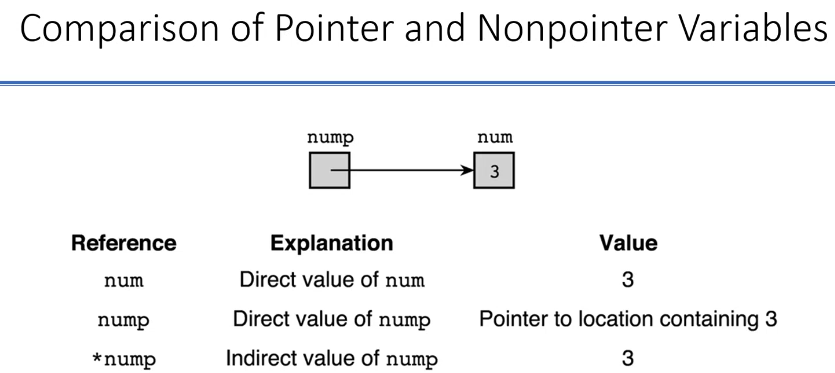 Comparison of Pointer and Nonpointer Variables
nump num
3
Reference Explanation Value
num Direct value of num 3
nump Direct value of nump Pointer to location containing 3
*nump Indirect value of nump 3